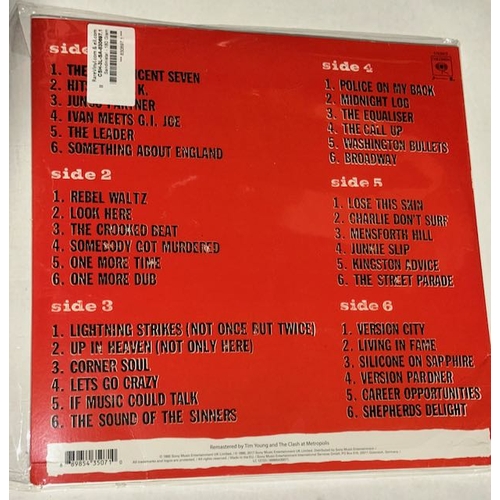 side
1. THE CENT SEVEN
2. HITS K.
3. JUNCO PARTNER
4. IVAN MEETS G.I. JOE
5. THE LEADER
6. SOMETHING ABOUT ENGLAND
side 2
1. REBEL WALTZ
2. LOOK HERE
3. THE CROOKED BEAT
4. SOMEBODY GOT MURDERED
5. ONE MORE TIME
6. ONE MORE DUB
side 3
1. LIGHTNING STRIKES (NOT ONCE BUT TWICE)
2. UP IN HEAVEN (NOT ONLY HERE)
3. CORNER SOUL
4. LETS GO CRAZY
5. IF MUSIC COULD TALK
6. THE SOUND OF THE SINNERS
side 4
1. POLICE ON MY BACK
2. MIDNIGHT LOG
3. THE EQUALISER
4. THE CALL UP
5. WASHINGTON BULLETS
6. BROADWAY
side 5
1. LOSE THIS SKIN
2. CHARLIE DON'T SURF
3. MENSFORTH HILL
4. JUNKIE SLIP
5. KINGSTON ADVICE
6. THE STREET PARADE
side 6
1. VERSION CITY
2. LIVING IN FAME
3. SILICONE ON SAPPHIRE
4. VERSION PARDNER
5. CAREER OPPORTUNITIES
6. SHEPHERDS DELIGHT
Remastered by Tim Young and The Clash at Metropolis